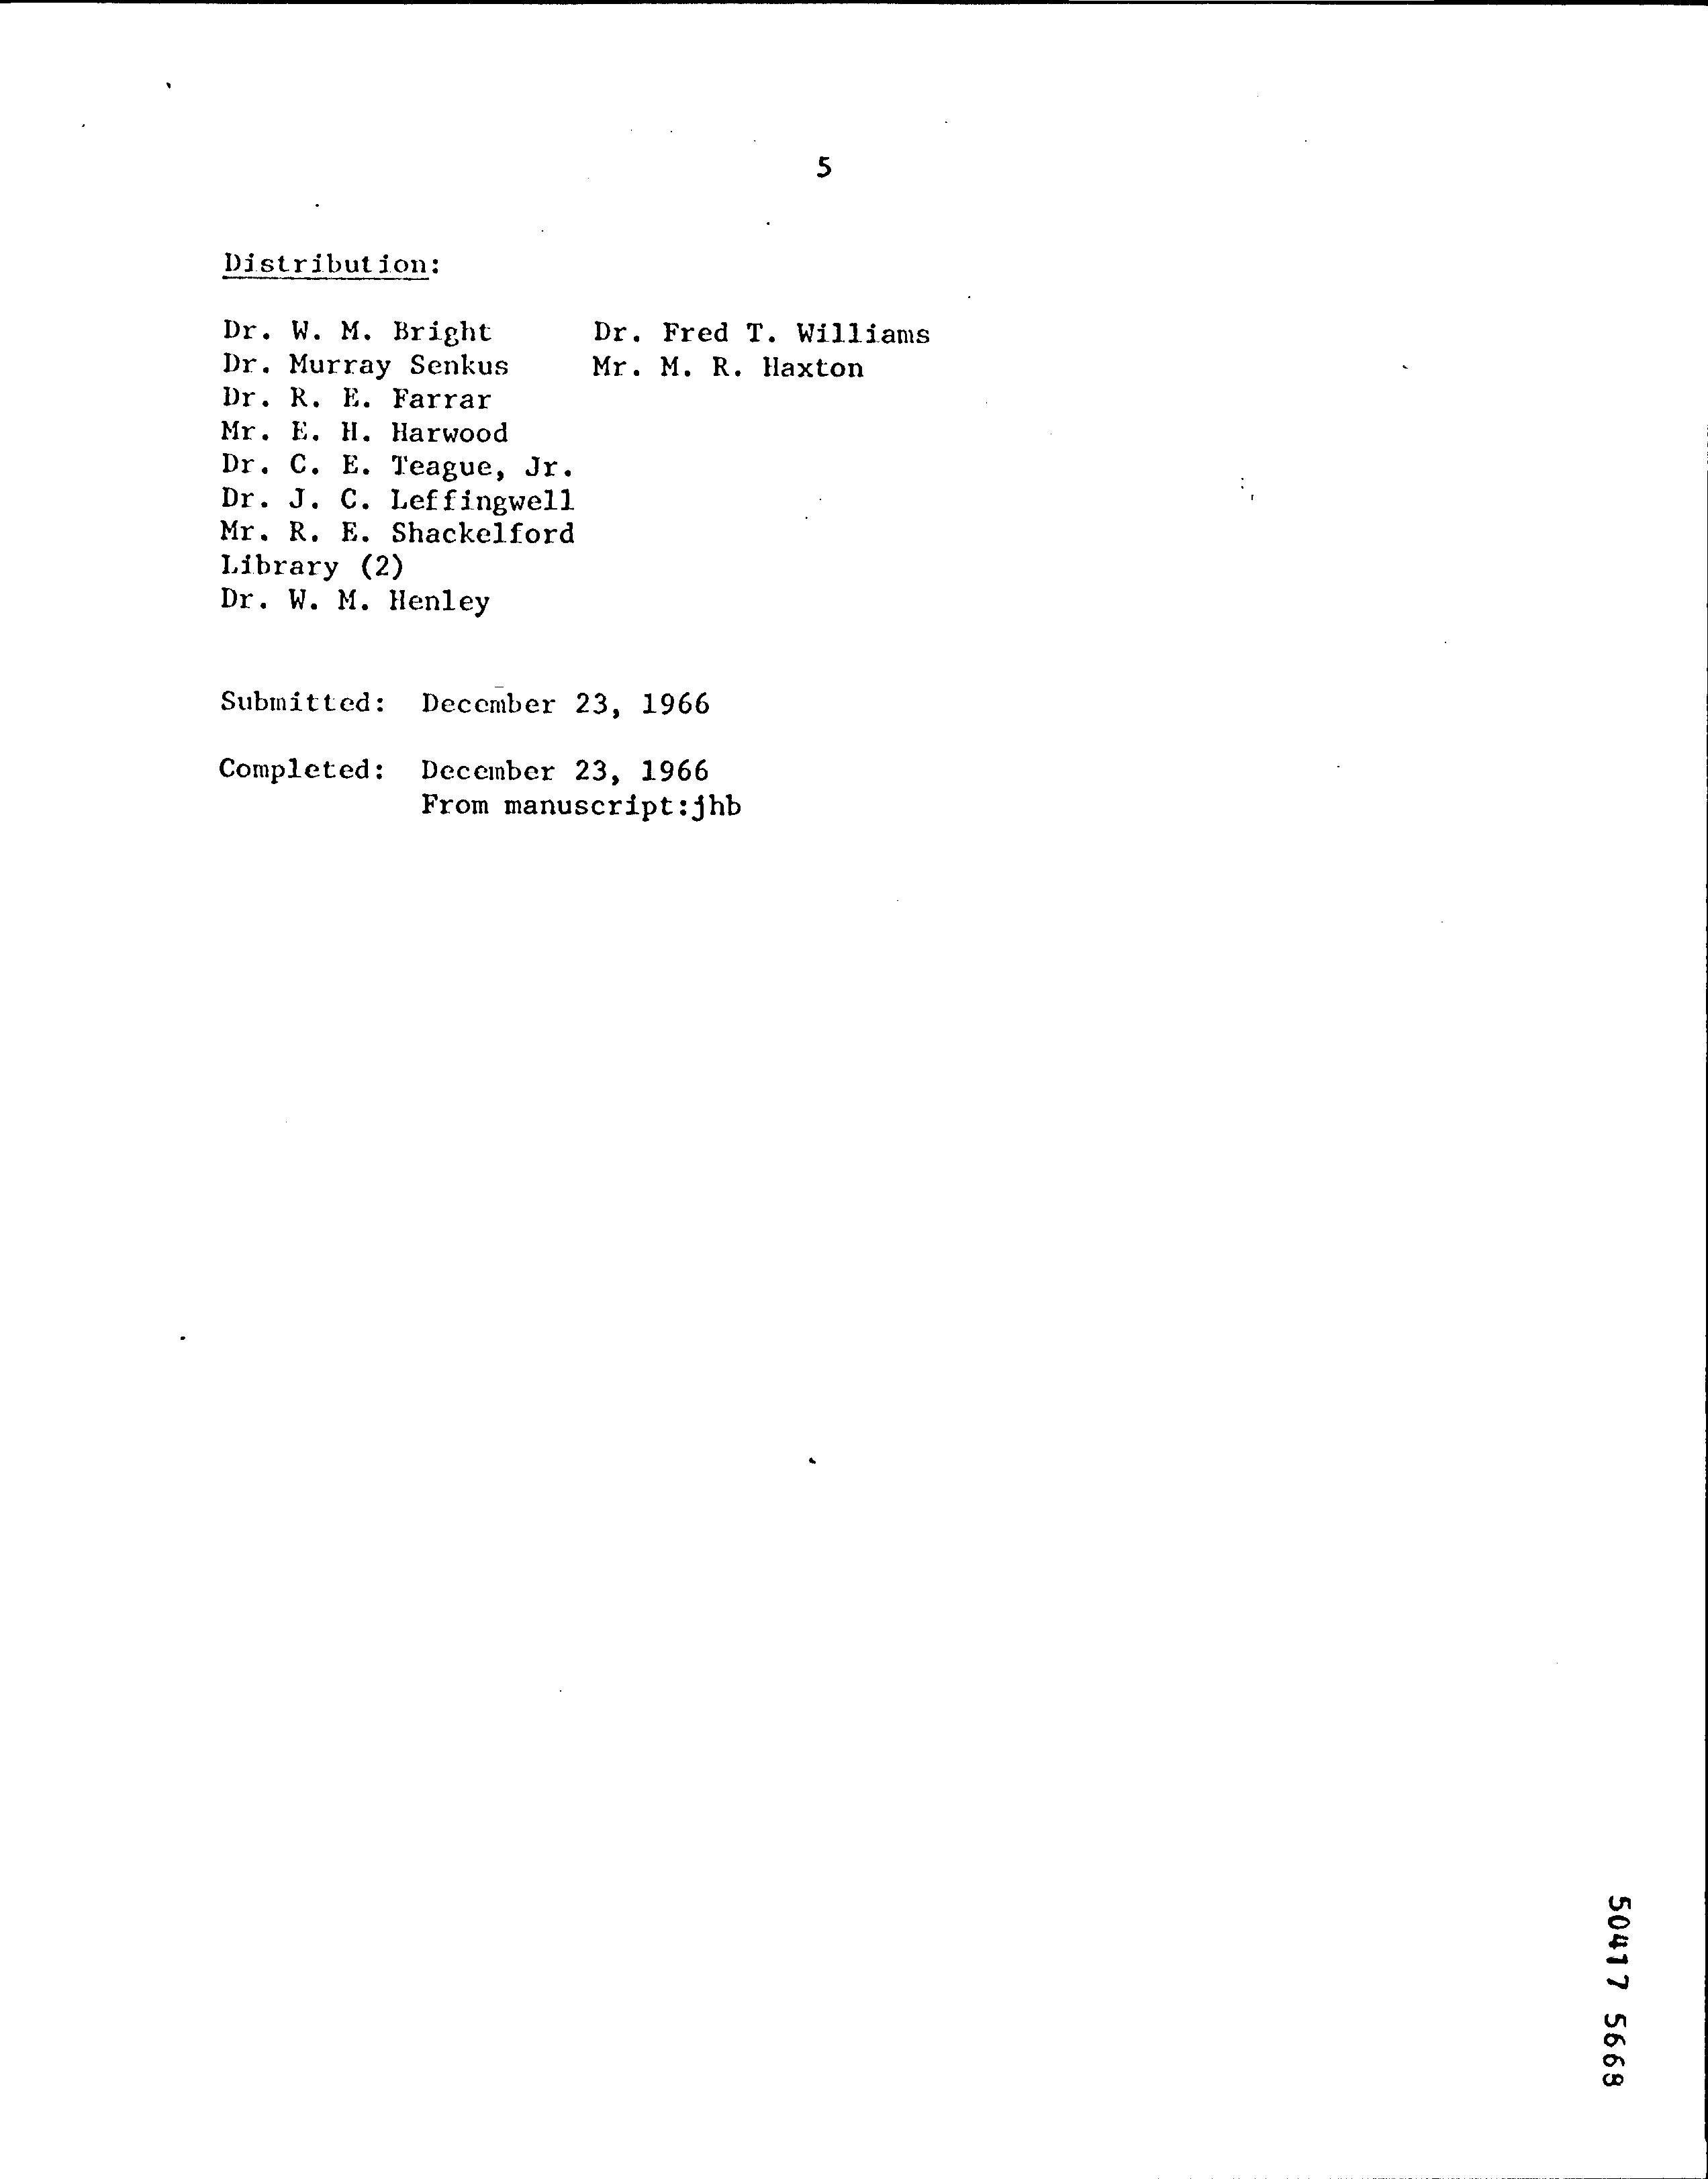 5
Distribution:
Dr. W. M. Bright Dr. Fred T. Williams
Dr. Murray Senkus Mr. M. R. Haxton
Dr. R. E. Farrar
Mr. E. H. Harwood
Dr. C. E. Teague, Jr.
Dr. J. C. Leffingwell
Mr. R. E. Shackelford
Library (2)
Dr. W. M. Henley
Submitted: December 23, 1966
Completed: December 23, 1966
From manuscript:jhb
50417 5668